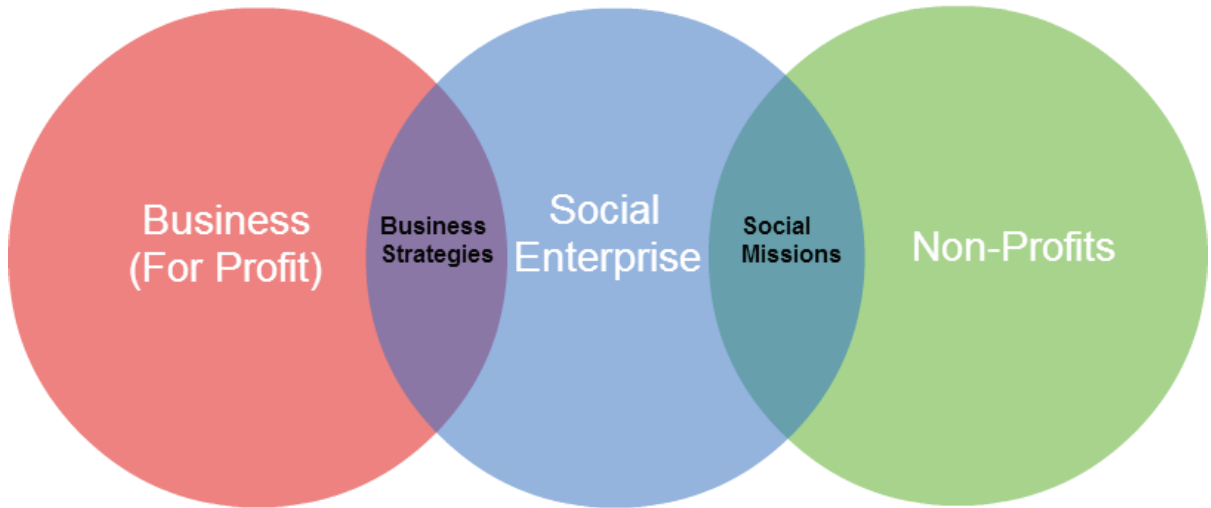 Business
(For Profit)
Business
Strategies
Social
Enterprise
Social
Missions
Non-Profits